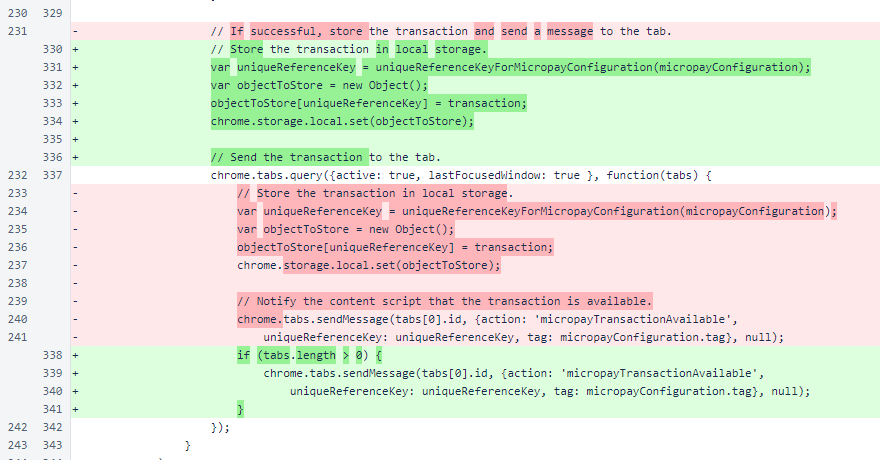 230 329
231 - // If successful, store the transaction and send a message to the tab.
330 + // Store the transaction in local storage.
331 + var uniqueReferenceKey = uniqueReferenceKeyForMicropayConfiguration(micropayConfiguration);
332 + var objectToStore = new Object();
333 + objectToStore[uniqueReferenceKey] = transaction;
334 + chrome.storage.local.set(objectToStore);
335 +
336 + // Send the transaction to the tab.
232 337 chrome.tabs.query({active: true, lastFocusedWindow: true }, function(tabs) {
233 - // Store the transaction in local storage.
234 - var uniqueReferenceKey = uniqueReferenceKeyForMicropayConfiguration(micropayConfiguration);
235 - var objectToStore = new Object();
236 - objectToStore[uniqueReferenceKey] = transaction;
237 - chrome.storage.local.set(objectToStore);
238 -
239 - // Notify the content script that the transaction is available.
240 - chrome.tabs.sendMessage(tabs[0].id, {action: 'micropayTransactionAvailable',
241 - uniqueReferenceKey: uniqueReferenceKey, tag: micropayConfiguration.tag}, null);
338 + if (tabs.length > 0) {
339 + chrome.tabs.sendMessage(tabs[0].id, {action: 'micropayTransactionAvailable',
340 + uniqueReferenceKey: uniqueReferenceKey, tag: micropayConfiguration.tag}, null);
341 + }
242 342 });
243 343 }